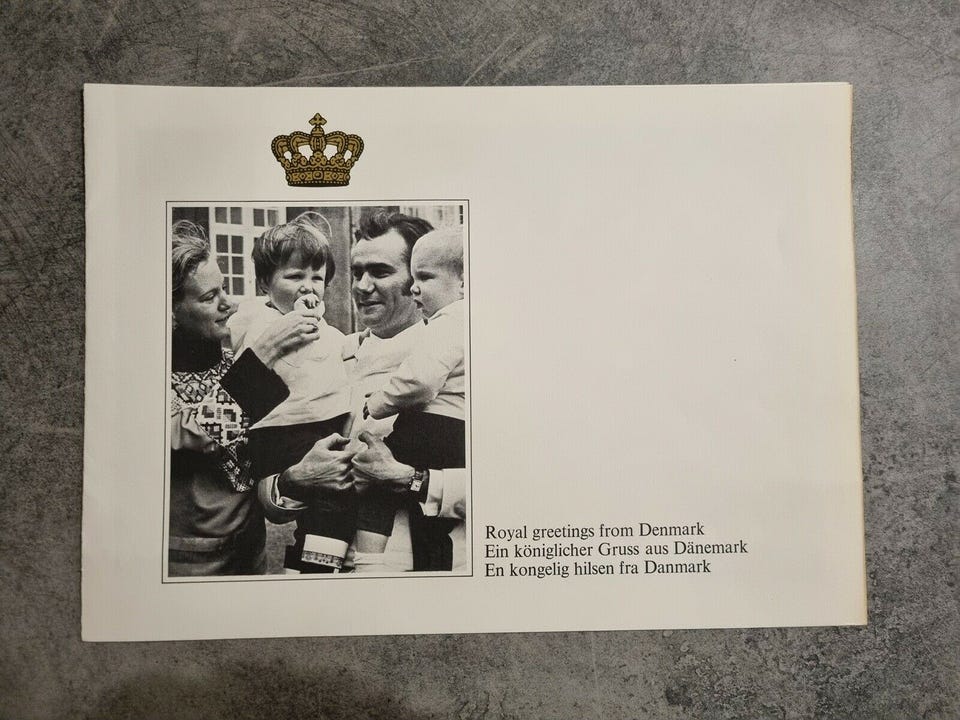 Royal greetings from Denmark
Ein königlicher Gruss aus Dänemark
En kongelig hilsen fra Danmark